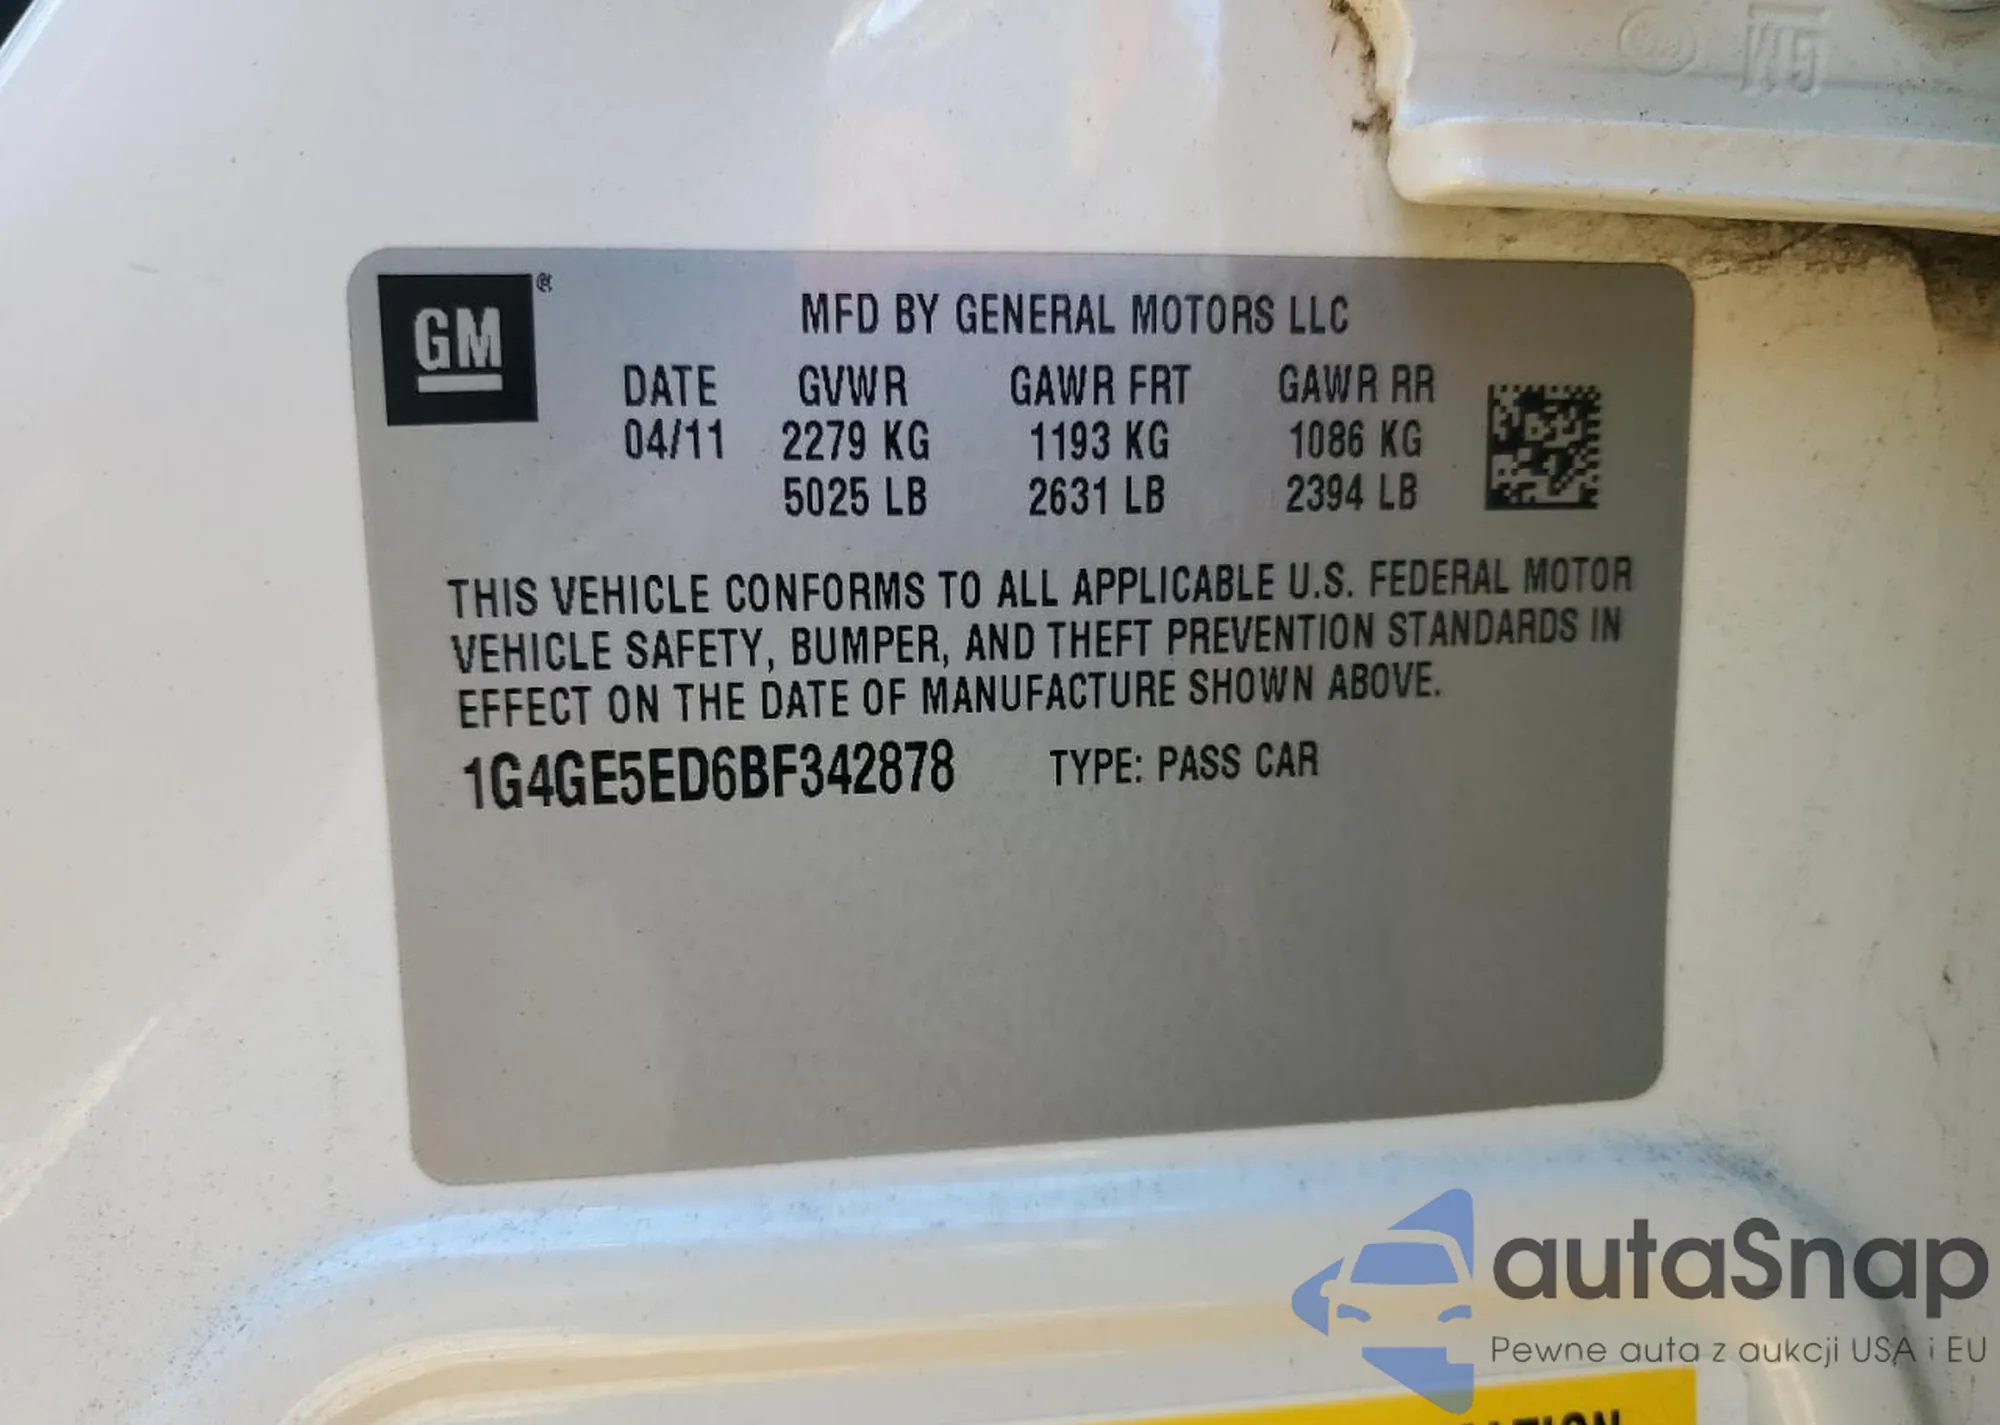 GM ®
MFD BY GENERAL MOTORS LLC
DATE GVWR GAWR FRT GAWR RR
04/11 2279 KG 1193 KG 1086 KG
5025 LB 2631 LB 2394 LB
THIS VEHICLE CONFORMS TO ALL APPLICABLE U.S. FEDERAL MOTOR
VEHICLE SAFETY, BUMPER, AND THEFT PREVENTION STANDARDS IN
EFFECT ON THE DATE OF MANUFACTURE SHOWN ABOVE.
1G4GE5ED6BF342878 TYPE: PASS CAR
autaSnap
Pewne auta z aukcji USA i EU